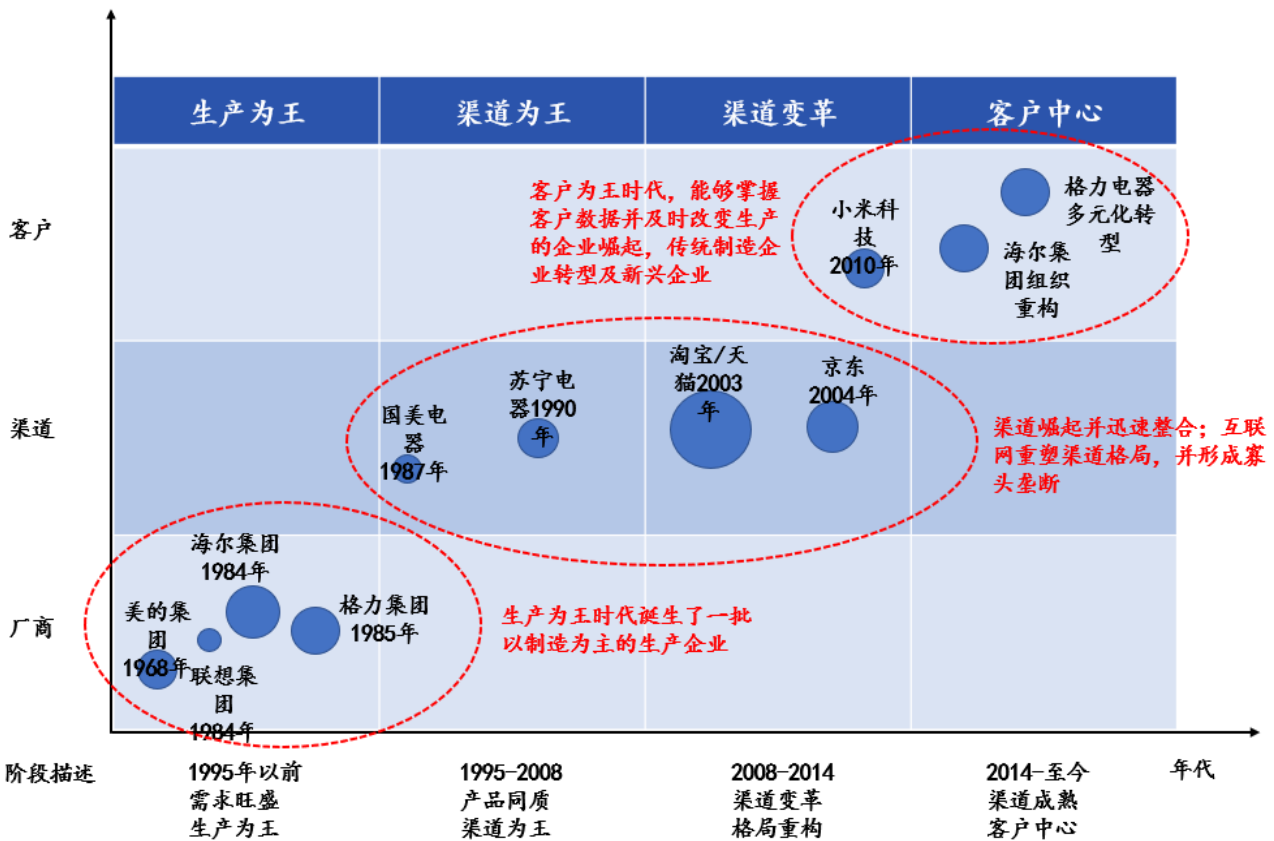 生产为王
渠道为王
渠道变革
客户中心
客户
客户为王时代，能够掌握
客户数据并及时改变生产
的企业崛起，传统制造企
业转型及新兴企业
小米科
技
2010年
格力电器
多元化转
型
海尔集
团组织
重构
渠道
国美电
器
1987年
苏宁电
器1990
年
淘宝/天
猫2003
年
京东
2004年
渠道崛起并迅速整合；互联
网重塑渠道格局，并形成寡
头垄断
厂商
海尔集团
1984年
美的集
团
1968年
联想集
团
1984年
格力集团
1985年
生产为王时代诞生了一批
以制造为主的生产企业
阶段描述
1995年以前
需求旺盛
生产为王
1995-2008
产品同质
渠道为王
2008-2014
渠道变革
格局重构
2014-至今
渠道成熟
客户中心
年代